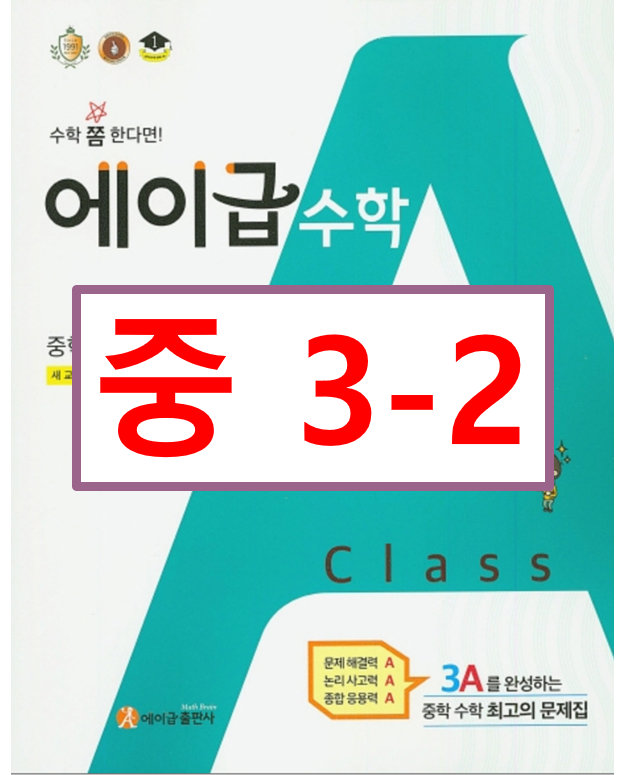 1991
1
수학 쫌 한다면!
에이급 수학
중
새 교
중 3-2
Class
문제 해결력 A
논리 사고력 A
종합 응용력 A
3A를 완성하는
중학 수학 최고의 문제집
Math Brain
에이급출판사